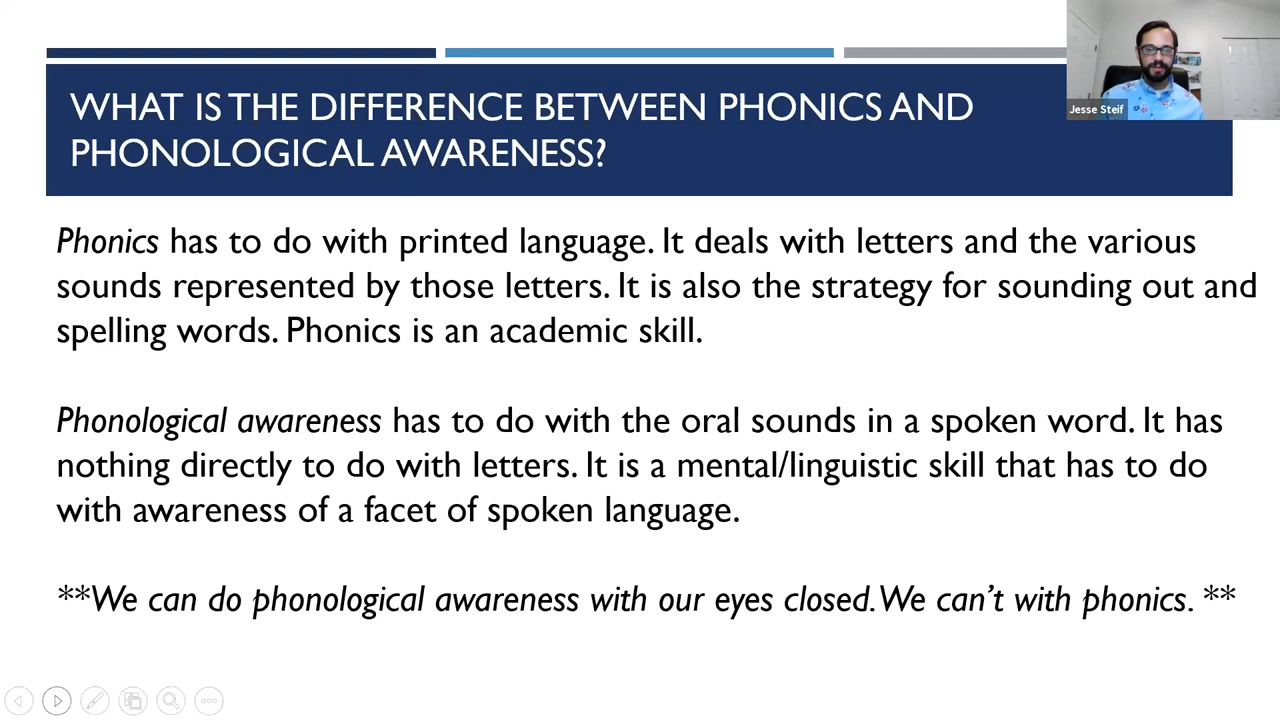 WHAT IS THE DIFFERENCE BETWEEN PHONICS AND
PHONOLOGICAL AWARENESS?
Jesse Steif
Phonics has to do with printed language. It deals with letters and the various
sounds represented by those letters. It is also the strategy for sounding out and
spelling words. Phonics is an academic skill.
Phonological awareness has to do with the oral sounds in a spoken word. It has
nothing directly to do with letters. It is a mental/linguistic skill that has to do
with awareness of a facet of spoken language.
**We can do phonological awareness with our eyes closed. We can’t with phonics. **